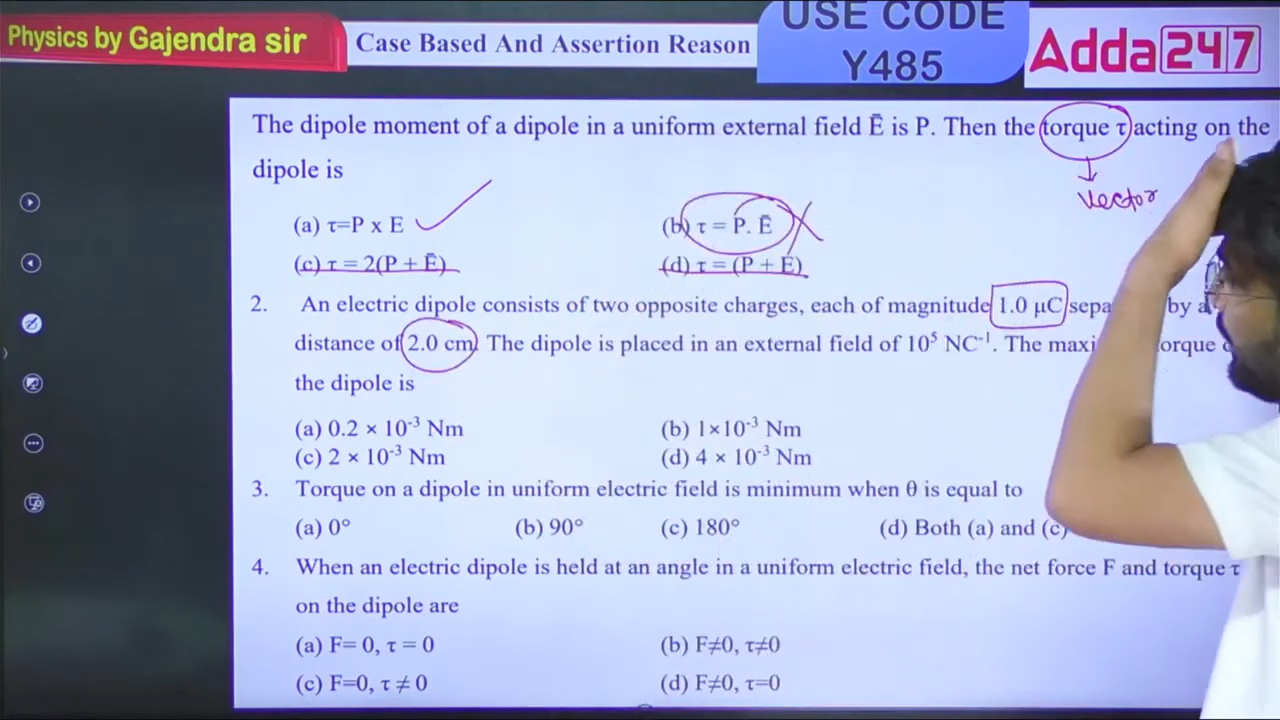 Physics by Gajendra sir
Case Based And Assertion Reason
USE CODE
Y485
Adda247
The dipole moment of a dipole in a uniform external field Ē is P. Then the torque τ acting on the
dipole is
Vector
(a) τ=P x E (b) τ = P. Ē
(c) τ = 2(P + Ē) (d) τ = (P + E)
2. An electric dipole consists of two opposite charges, each of magnitude 1.0 μC by a
distance of 2.0 cm. The dipole is placed in an external field of 10⁵ NC⁻¹. The
the dipole is
(a) 0.2 × 10⁻³ Nm (b) 1×10⁻³ Nm
(c) 2 × 10⁻³ Nm (d) 4 × 10⁻³ Nm
3. Torque on a dipole in uniform electric field is minimum when θ is equal to
(a) 0° (b) 90° (c) 180° (d) Both (a) and (c)
4. When an electric dipole is held at an angle in a uniform electric field, the net force F and torque τ
on the dipole are
(a) F= 0, τ = 0 (b) F≠0, τ≠0
(c) F=0, τ ≠ 0 (d) F≠0, τ=0